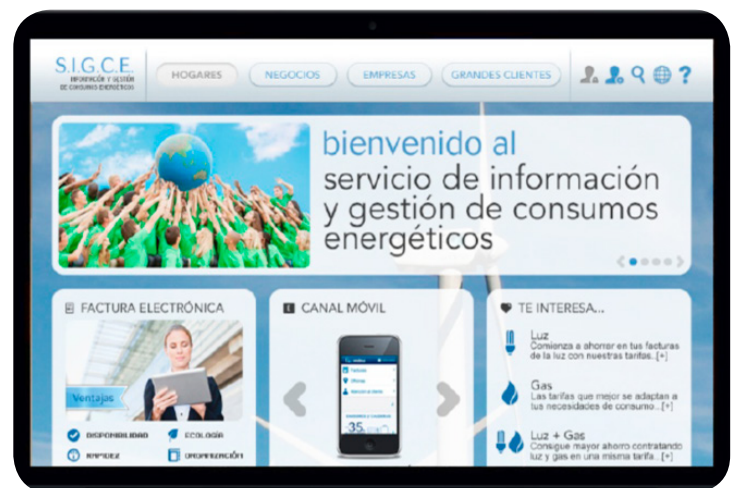 S.I.G.C.E.
INFORMACIÓN Y GESTIÓN
DE CONSUMOS ENERGÉTICOS
HOGARES
NEGOCIOS
EMPRESAS
GRANDES CLIENTES
?
bienvenido al
servicio de información
y gestión de consumos
energéticos
FACTURA ELECTRÓNICA
Ventajas
DISPONIBILIDAD
ECOLOGÍA
RAPIDEZ
ORGANIZACIÓN
CANAL MÓVIL
Facturas
Oficinas
35
TE INTERESA...
Luz
Comienza a ahorrar en tus facturas
de la luz con nuestras tarifas..[+]
Gas
Las tarifas que mejor se adaptan a
tus necesidades de consumo...[+]
Luz + Gas
Consigue mayor ahorro contratando
luz y gas en una misma tarifa..[+]